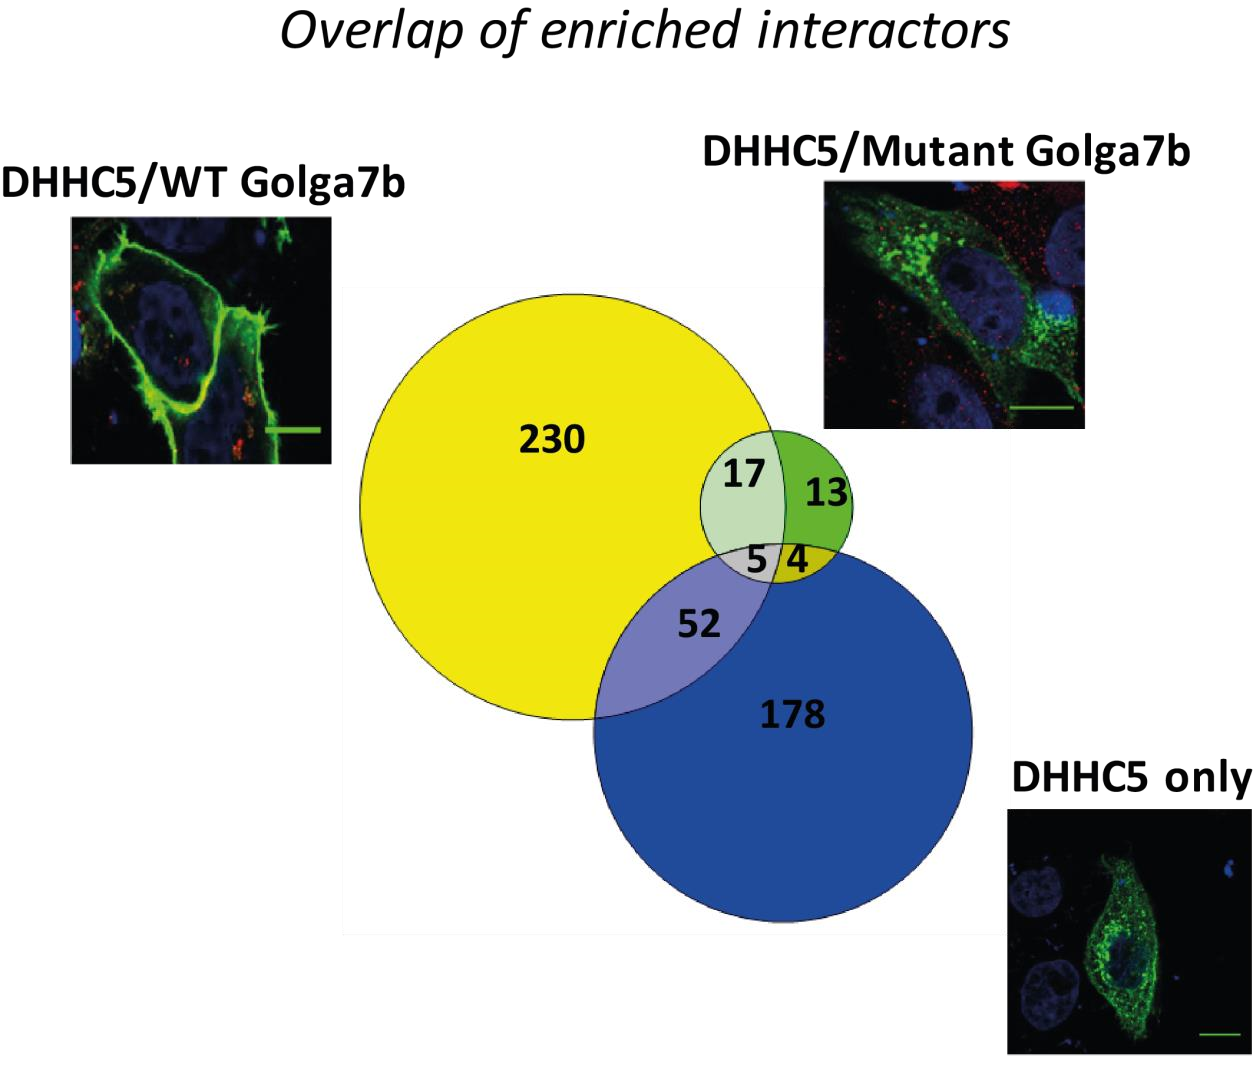 Overlap of enriched interactors
DHHC5/Mutant Golga7b
DHHC5/WT Golga7b
230
17
13
5
4
52
178
DHHC5 only